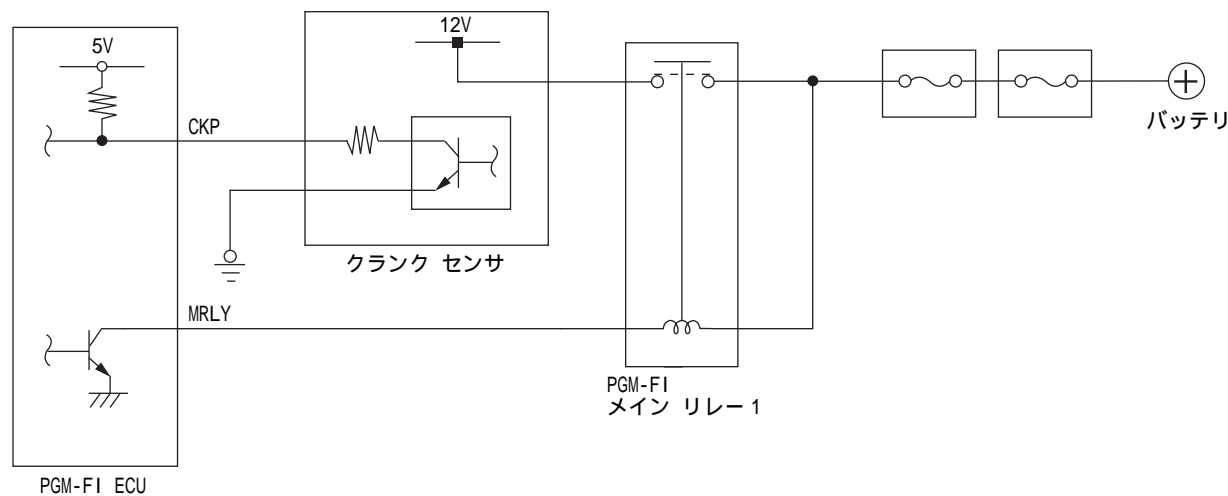 12V
5V
バッテリ
CKP
クランク センサ
MRLY
PGM-FI
メイン リレー 1
PGM-FI ECU